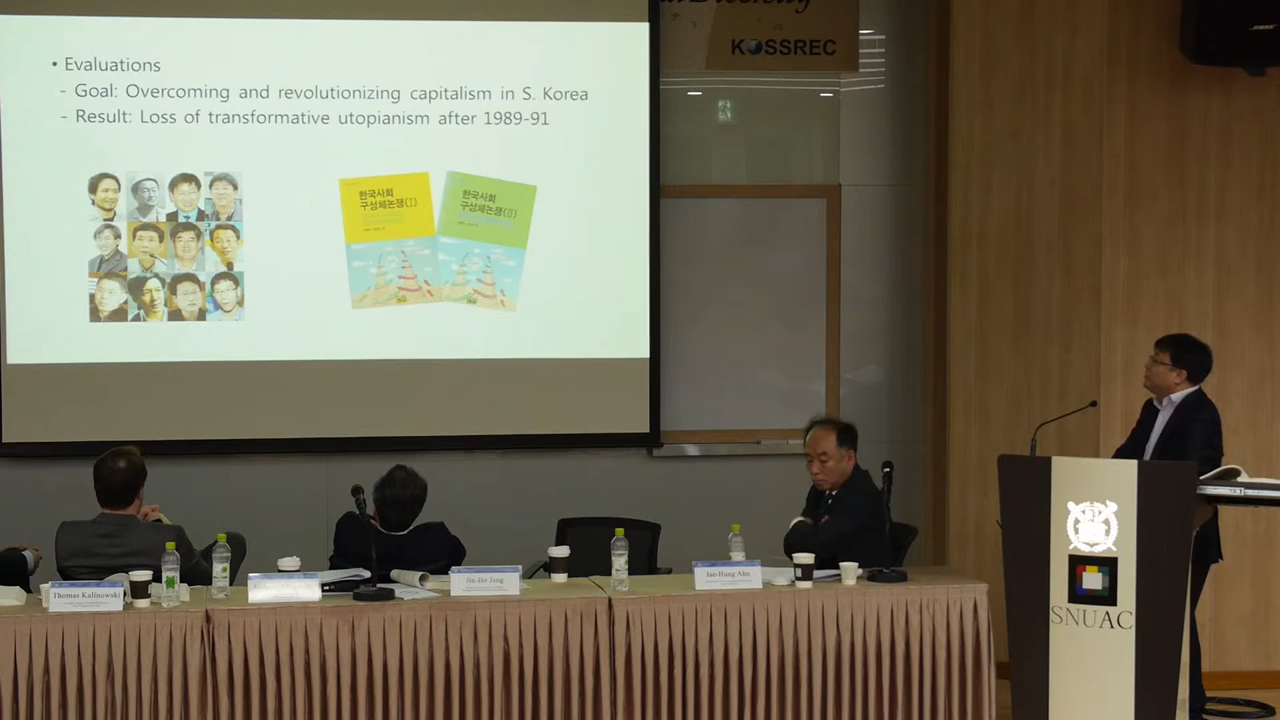 • Evaluations
- Goal: Overcoming and revolutionizing capitalism in S. Korea
- Result: Loss of transformative utopianism after 1989-91
한국사회
구성체논쟁(I)
한국사회
구성체논쟁(II)
KOSSREC
Thomas Kalinowski
Jin-Ho Jang
Jae-Hung Ahn
SNUAC